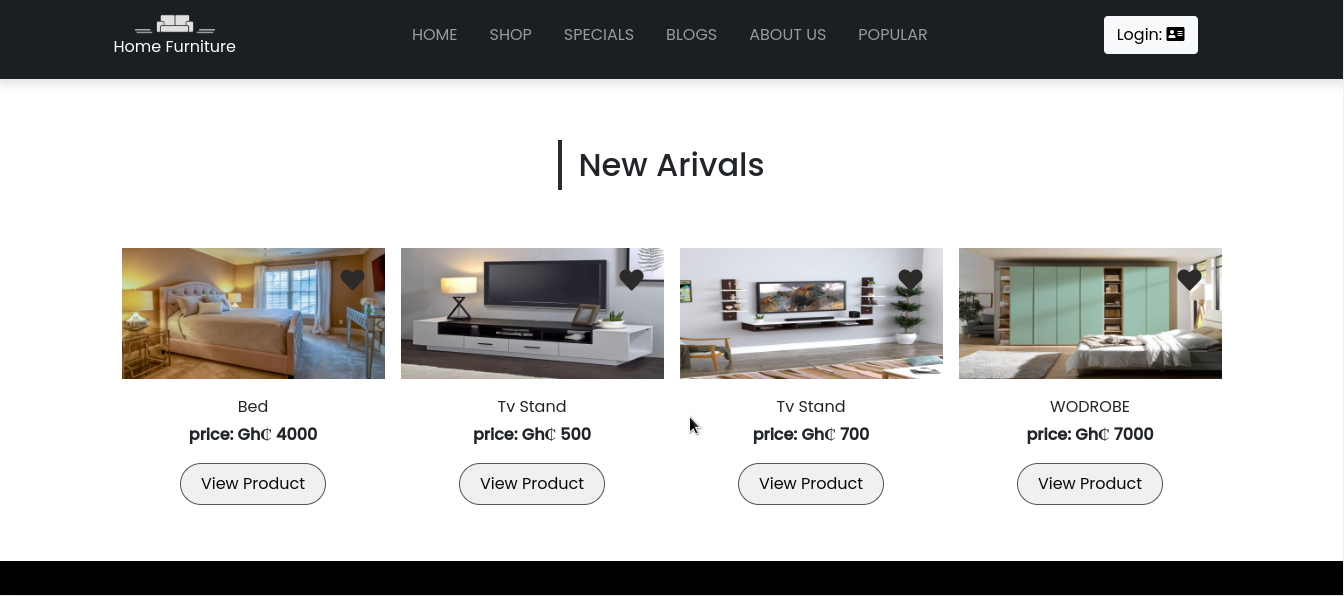 Home Furniture
HOME SHOP SPECIALS BLOGS ABOUT US POPULAR
Login:
New Arivals
Bed
price: Gh₵ 4000
View Product
Tv Stand
price: Gh₵ 500
View Product
Tv Stand
price: Gh₵ 700
View Product
WODROBE
price: Gh₵ 7000
View Product